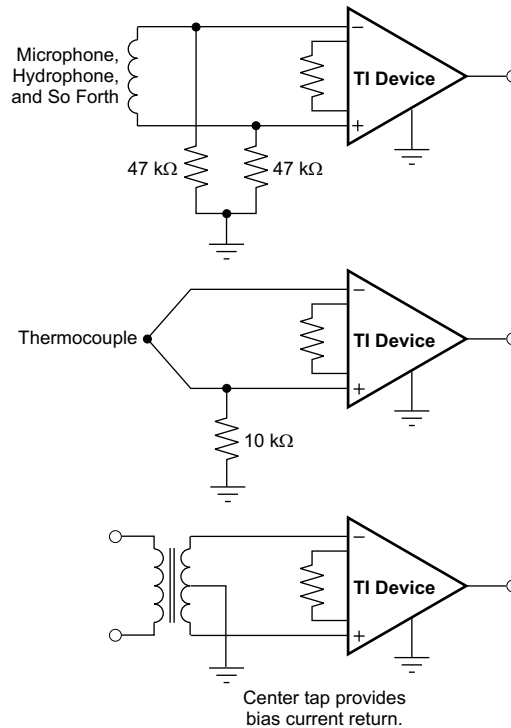 Microphone,
Hydrophone,
and So Forth
−
TI Device
+
47 kΩ
47 kΩ
Thermocouple
−
TI Device
+
10 kΩ
−
TI Device
+
Center tap provides
bias current return.